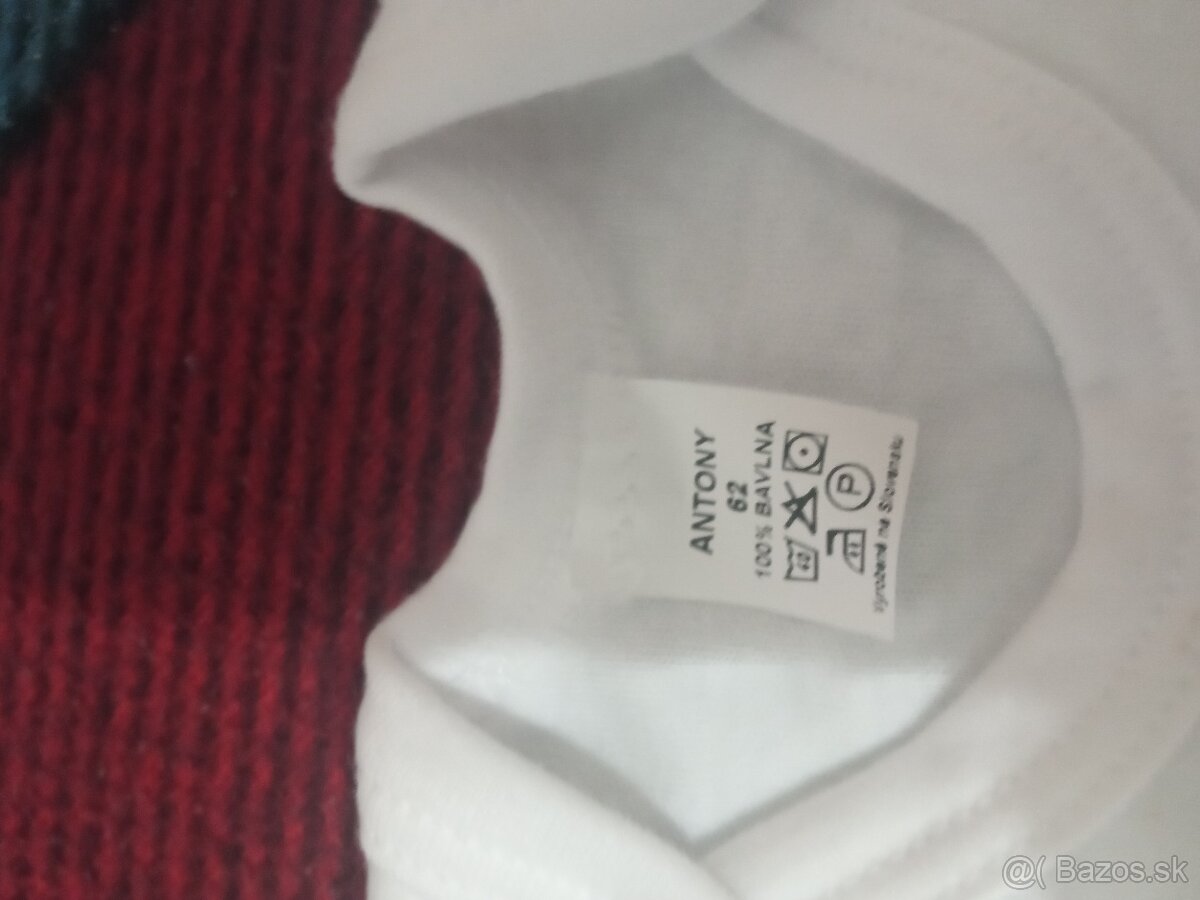 ANTONY
62
100% BAVLNA
P
Vyrobené na Slovensku
@( Bazos.sk